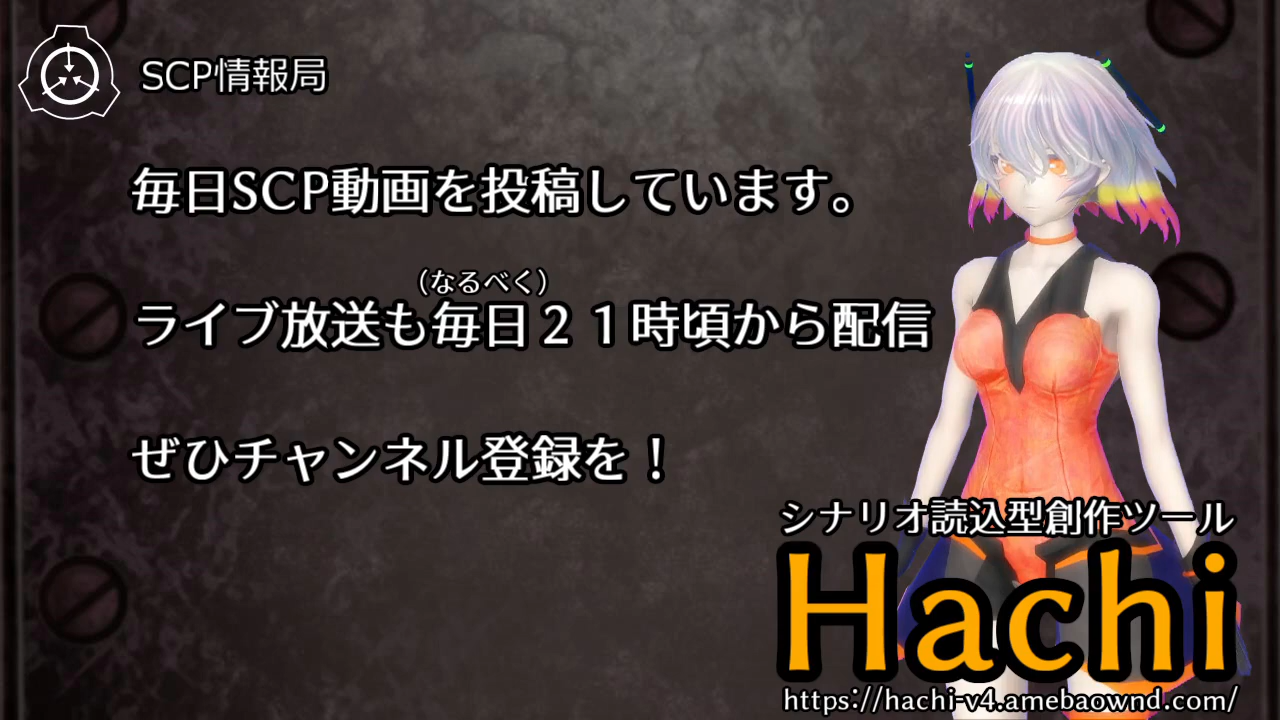 SCP情報局
毎日SCP動画を投稿しています。
（なるべく）
ライブ放送も毎日２１時頃から配信
ぜひチャンネル登録を！
シナリオ読込型創作ツール
Hachi
https://hachi-v4.amebaownd.com/